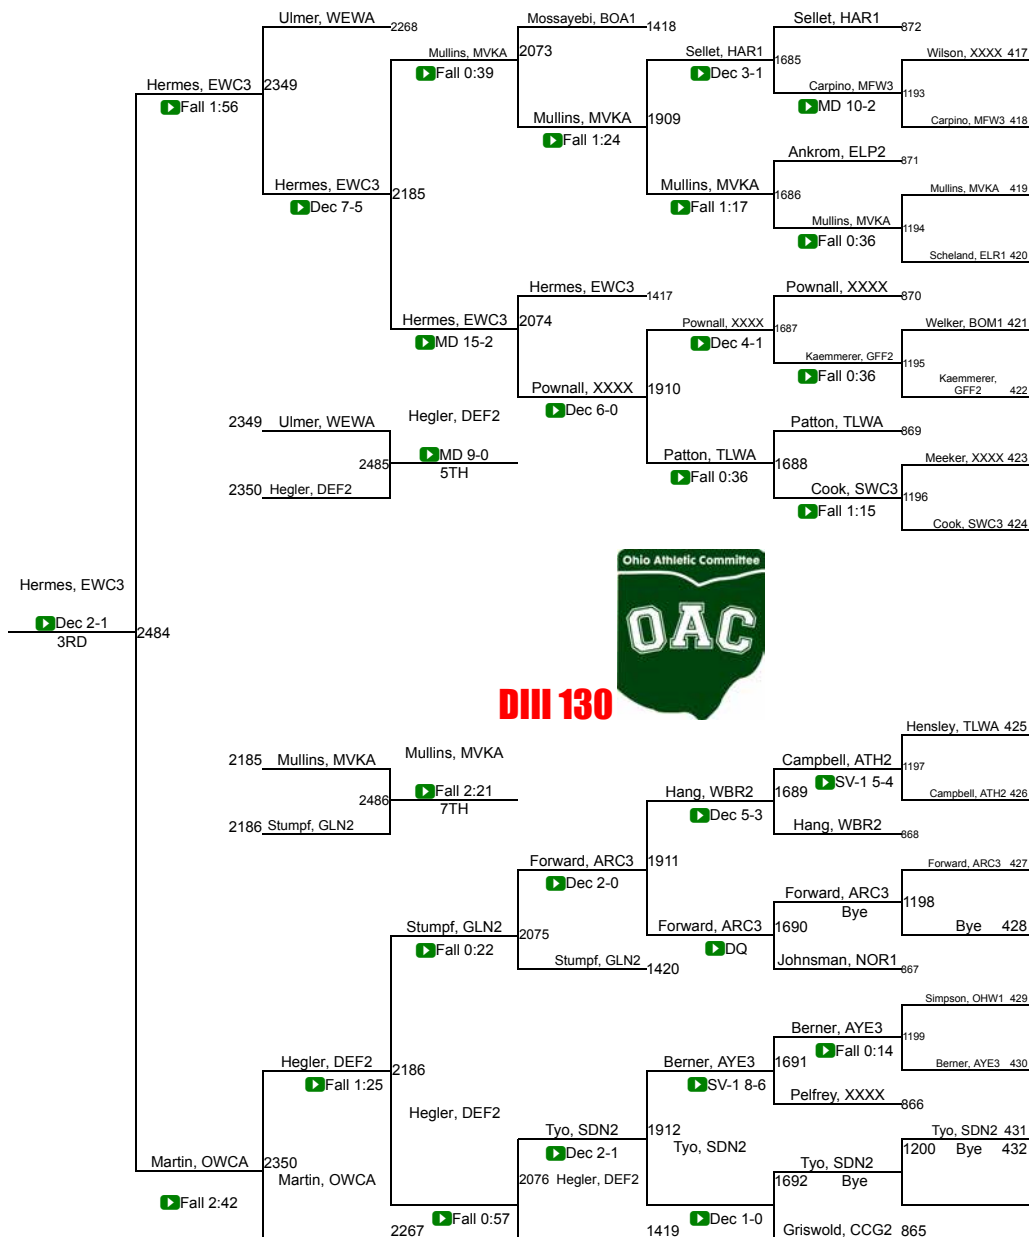 Ulmer, WEWA
2268
Mossayebi, BOA1
1418
Sellet, HAR1
872
Mullins, MVKA
2073
Sellet, HAR1
1685
Wilson, XXXX 417
Fall 0:39
Dec 3-1
Hermes, EWC3
2349
Carpino, MFW3
1193
Fall 1:56
MD 10-2
Mullins, MVKA
1909
Carpino, MFW3 418
Fall 1:24
Ankrom, ELP2
871
Hermes, EWC3
2185
Mullins, MVKA
1686
Mullins, MVKA 419
Dec 7-5
Fall 1:17
Mullins, MVKA
1194
Fall 0:36
Scheland, ELR1 420
Hermes, EWC3
1417
Pownall, XXXX
870
Hermes, EWC3
2074
Pownall, XXXX
1687
Welker, BOM1 421
MD 15-2
Dec 4-1
Kaemmerer, GFF2
1195
Fall 0:36
Pownall, XXXX
1910
Kaemmerer,
GFF2 422
Dec 6-0
2349
Ulmer, WEWA
Hegler, DEF2
Patton, TLWA
869
2485
MD 9-0
5TH
Patton, TLWA
1688
Meeker, XXXX 423
Fall 0:36
2350
Hegler, DEF2
Cook, SWC3
1196
Fall 1:15
Cook, SWC3 424
Ohio Athletic Committee
OAC
Hermes, EWC3
Dec 2-1
3RD
2484
DIII 130
Hensley, TLWA 425
2185
Mullins, MVKA
Mullins, MVKA
Campbell, ATH2
1197
SV-1 5-4
2486
Fall 2:21
7TH
Hang, WBR2
1689
Campbell, ATH2 426
Dec 5-3
2186
Stumpf, GLN2
Hang, WBR2
868
Forward, ARC3
1911
Forward, ARC3 427
Dec 2-0
Forward, ARC3
1198
Bye
Stumpf, GLN2
2075
Forward, ARC3
1690
Bye 428
Fall 0:22
DQ
Stumpf, GLN2
1420
Johnsman, NOR1
867
Simpson, OHW1 429
Berner, AYE3
1199
Fall 0:14
Hegler, DEF2
2186
Berner, AYE3
1691
Berner, AYE3 430
Fall 1:25
SV-1 8-6
Pelfrey, XXXX
866
Hegler, DEF2
Tyo, SDN2
1912
Tyo, SDN2
Tyo, SDN2 431
Dec 2-1
1200 Bye 432
Martin, OWCA
2350
Martin, OWCA
2076
Hegler, DEF2
Tyo, SDN2
1692
Bye
Fall 2:42
Fall 0:57
Dec 1-0
2267
1419
Griswold, CCG2 865